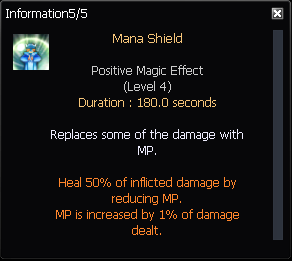 Information5/5
Mana Shield
Positive Magic Effect
(Level 4)
Duration : 180.0 seconds
Replaces some of the damage with
MP.
Heal 50% of inflicted damage by
reducing MP.
MP is increased by 1% of damage
dealt.